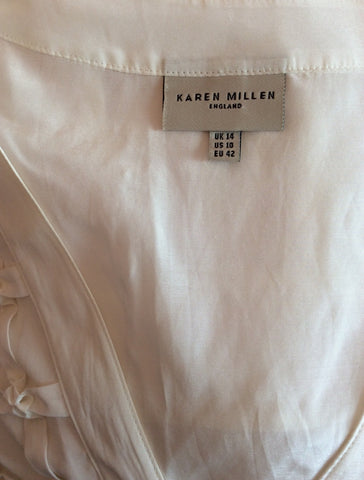 KAREN MILLEN
ENGLAND
UK 14
US 10
EU 42